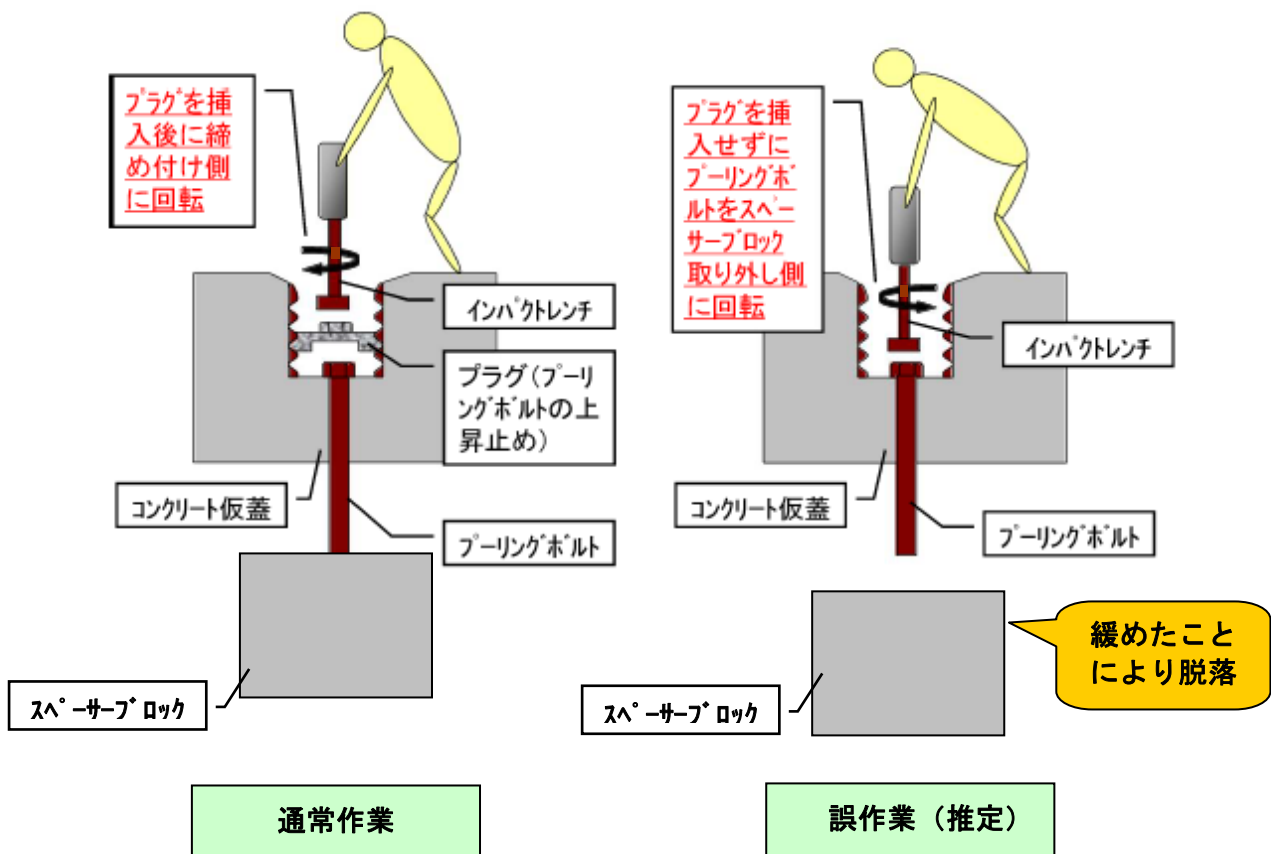 プラグを挿
入後に締
め付け側
に回転
インパクトレンチ
プラグ(プーリ
ングボルトの上
昇止め)
コンクリート仮蓋
プーリングボルト
スペーサーブロック
通常作業
プラグを挿
入せずに
プーリングボ
ルトをスペー
サーブロック
取り外し側
に回転
インパクトレンチ
コンクリート仮蓋
プーリングボルト
緩めたこと
により脱落
スペーサーブロック
誤作業(推定)